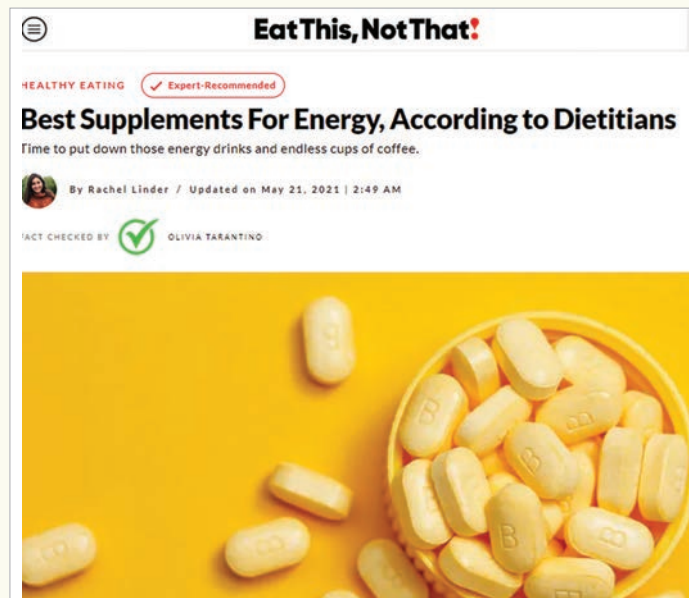 Eat This, Not That!
HEALTHY EATING Expert-Recommended
Best Supplements For Energy, According to Dietitians
Time to put down those energy drinks and endless cups of coffee.
By Rachel Linder / Updated on May 21, 2021 | 2:49 AM
FACT CHECKED BY OLIVIA TARANTINO
B
B
B
B
B
B
B
B